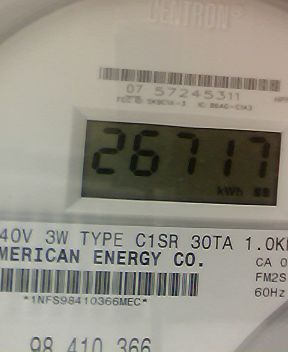 CENTRON®
07 57245311
26717
kWh
40V 3W TYPE C1SR 30TA 1.0K
MERICAN ENERGY CO.
CA 0
FM2S
60Hz
*1NFS98410366MEC*
98 410 366